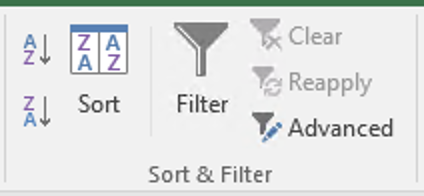 A Z
Z A
Z A A Z
Sort
Filter
Clear
Reapply
Advanced
Sort & Filter